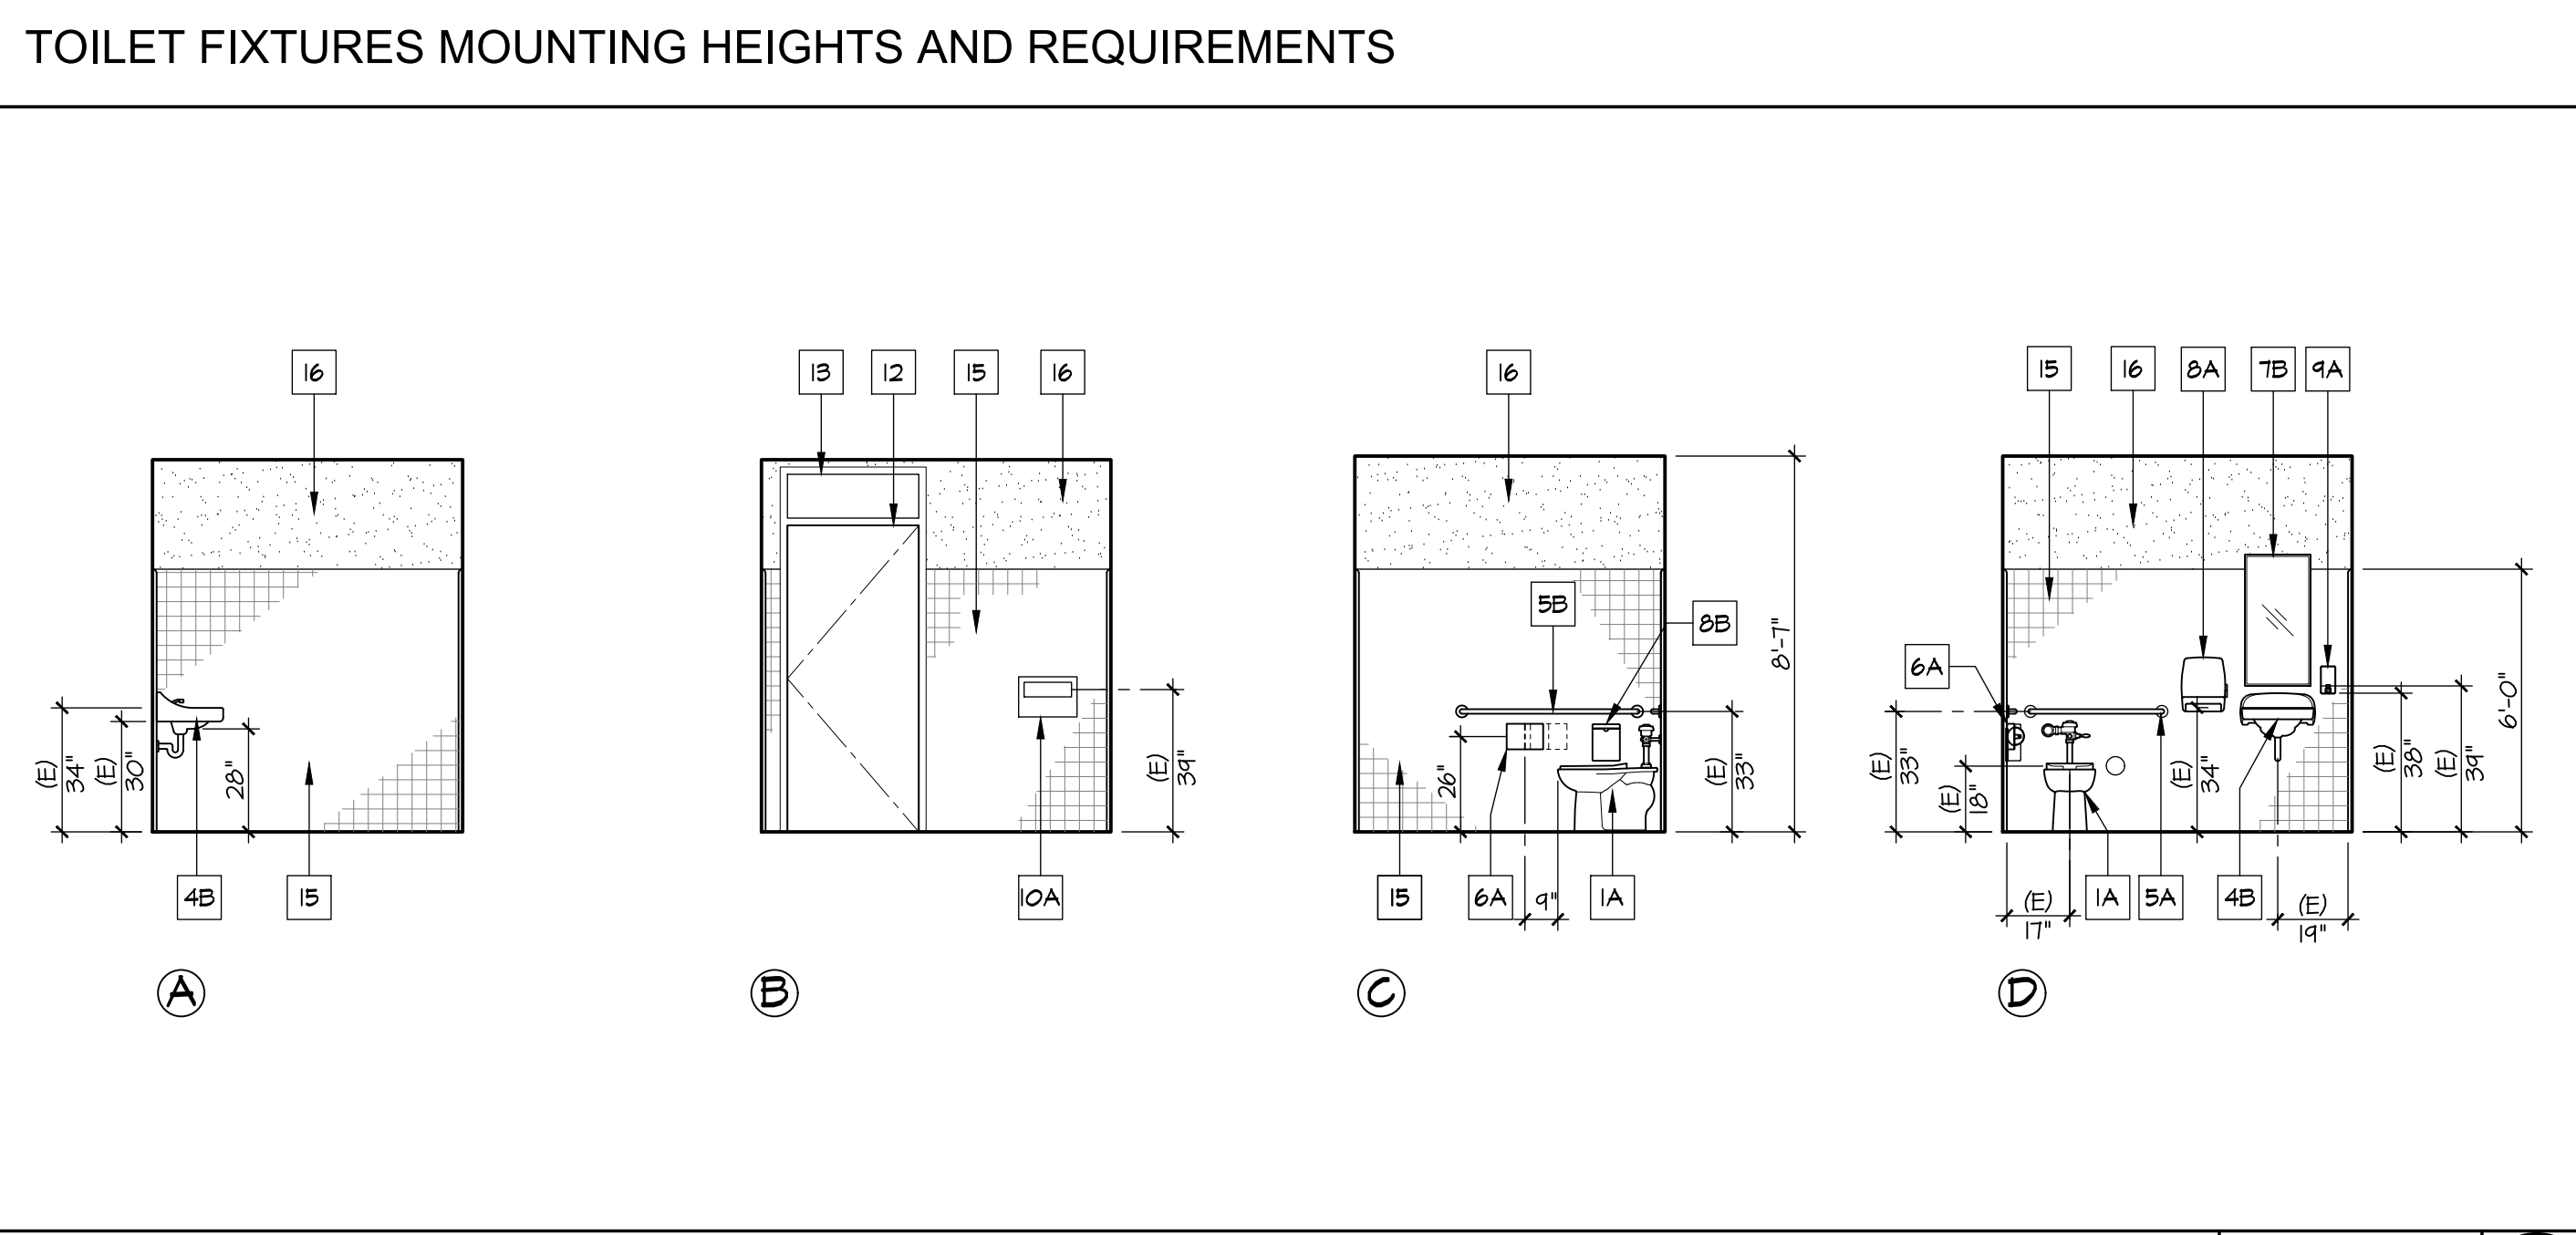 TOILET FIXTURES MOUNTING HEIGHTS AND REQUIREMENTS
16
(E)
34"
(E)
30"
28"
4B
15
A
13
12
15
16
(E)
39"
10A
B
16
5B
8B
8'-7"
26"
(E)
33"
15
6A
9"
1A
C
15
16
8A
7B
9A
6A
(E)
33"
(E)
18"
(E)
34"
(E)
38"
(E)
39"
6'-0"
(E)
17"
1A
5A
4B
(E)
19"
D